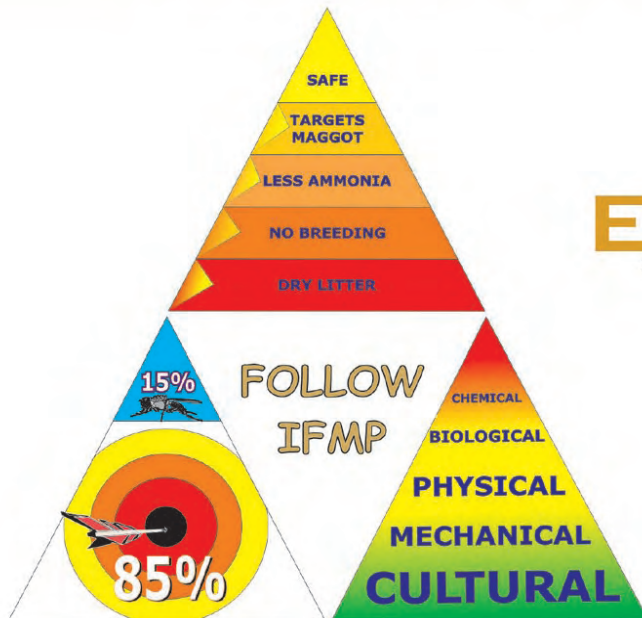 SAFE
TARGETS
MAGGOT
LESS AMMONIA
NO BREEDING
DRY LITTER
E
15%
FOLLOW
IFMP
85%
CHEMICAL
BIOLOGICAL
PHYSICAL
MECHANICAL
CULTURAL